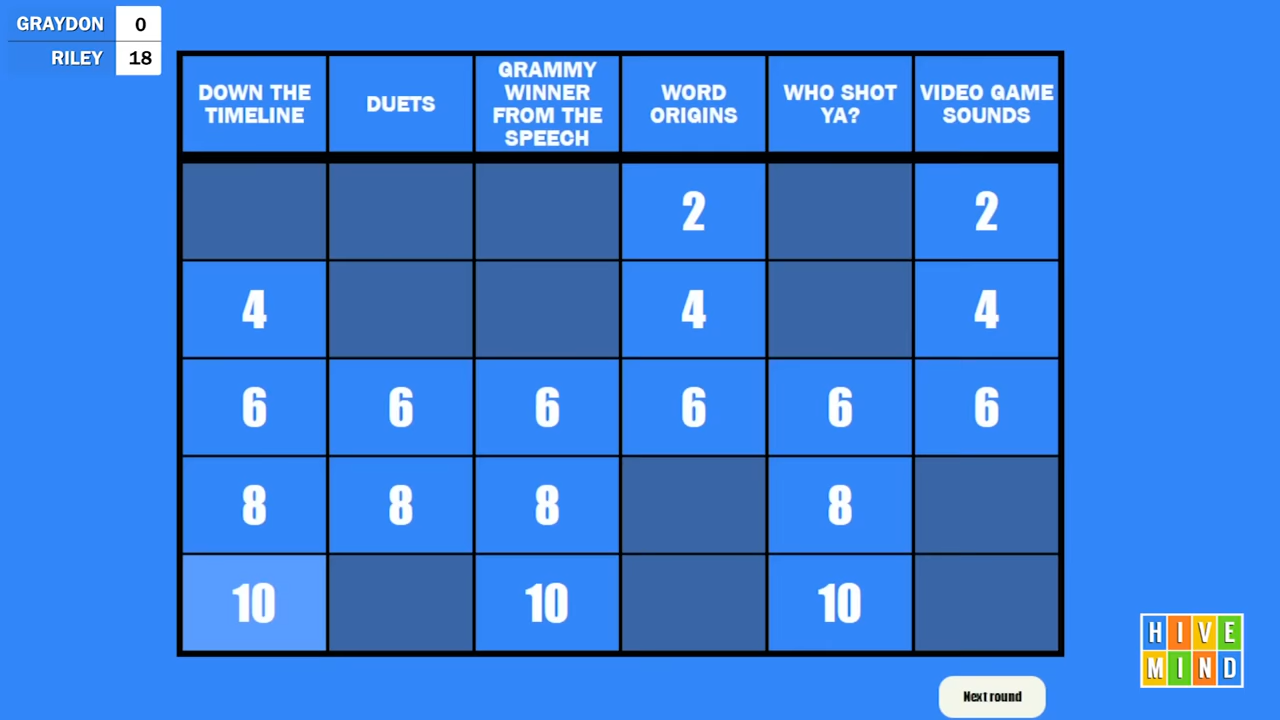 GRAYDON 0
RILEY 18
DOWN THE
TIMELINE
DUETS
GRAMMY
WINNER
FROM THE
SPEECH
WORD
ORIGINS
WHO SHOT
YA?
VIDEO GAME
SOUNDS
2 2
4 4 4
6 6 6 6 6 6
8 8 8 8
10 10 10
HIVE
MIND
Next round